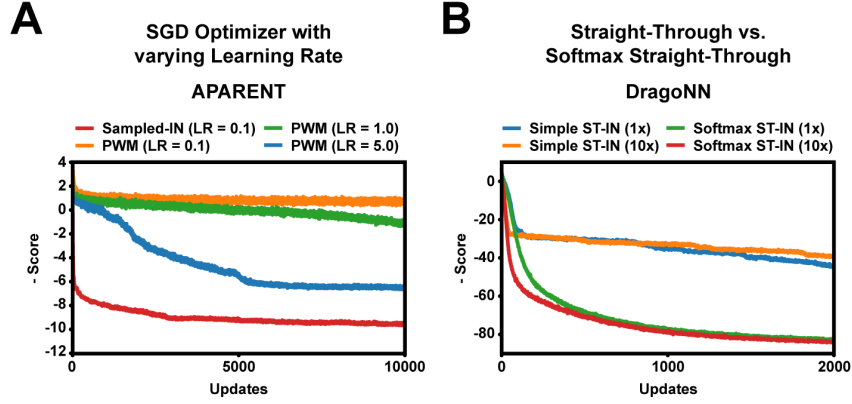 A
SGD Optimizer with
varying Learning Rate
APARENT
Sampled-IN (LR = 0.1)
PWM (LR = 1.0)
PWM (LR = 0.1)
PWM (LR = 5.0)
4
2
0
-2
-4
-6
-8
-10
-12
- Score
0
5000
10000
Updates
B
Straight-Through vs.
Softmax Straight-Through
DragoNN
Simple ST-IN (1x)
Softmax ST-IN (1x)
Simple ST-IN (10x)
Softmax ST-IN (10x)
0
-20
-40
-60
-80
- Score
0
1000
2000
Updates